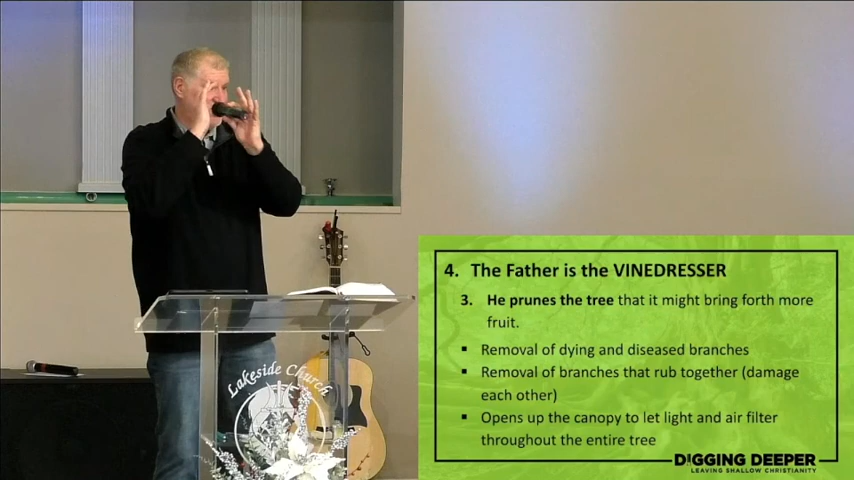 4. The Father is the VINEDRESSER
3. He prunes the tree that it might bring forth more
fruit.
▪ Removal of dying and diseased branches
▪ Removal of branches that rub together (damage
each other)
▪ Opens up the canopy to let light and air filter
throughout the entire tree
DIGGING DEEPER
LEAVING SHALLOW CHRISTIANITY
Lakeside Church